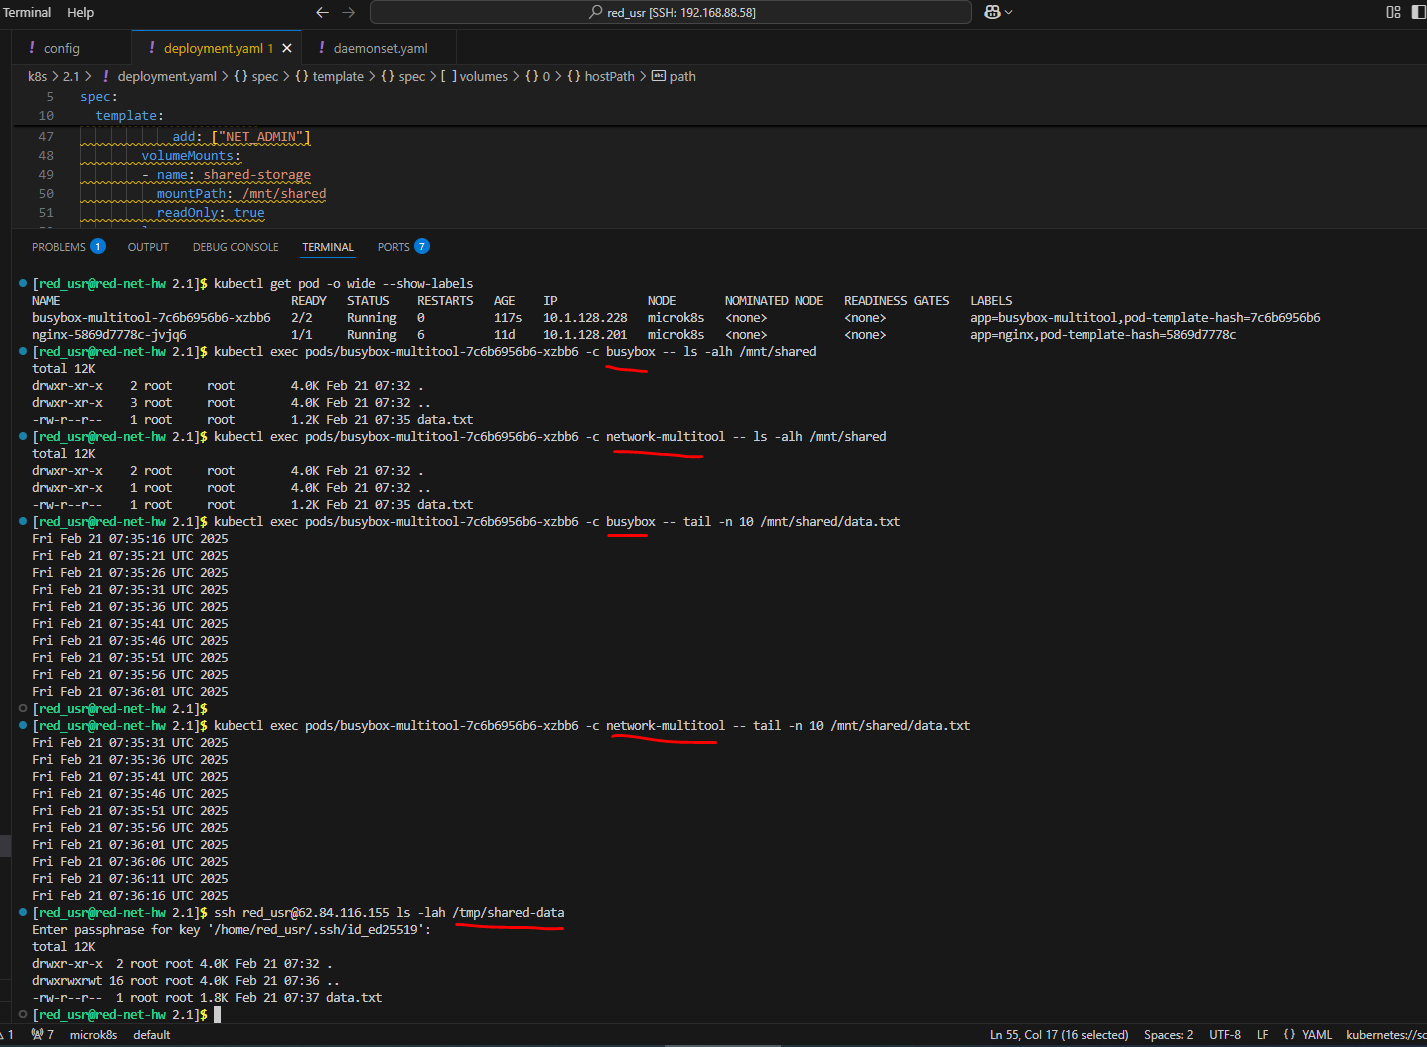 Terminal Help
red_usr [SSH: 192.168.88.58]
! config ! deployment.yaml 1 ! daemonset.yaml
k8s > 2.1 > ! deployment.yaml > {} spec > {} template > {} spec > [ ] volumes > {} 0 > {} hostPath > abc path
5 spec:
10 template:
47 add: ["NET_ADMIN"]
48 volumeMounts:
49 - name: shared-storage
50 mountPath: /mnt/shared
51 readOnly: true
PROBLEMS 1 OUTPUT DEBUG CONSOLE TERMINAL PORTS 7
[red_usr@red-net-hw 2.1]$ kubectl get pod -o wide --show-labels
NAME READY STATUS RESTARTS AGE IP NODE NOMINATED NODE READINESS GATES LABELS
busybox-multitool-7c6b6956b6-xzbb6 2/2 Running 0 117s 10.1.128.228 microk8s <none> <none> app=busybox-multitool,pod-template-hash=7c6b6956b6
nginx-5869d7778c-jvjq6 1/1 Running 6 11d 10.1.128.201 microk8s <none> <none> app=nginx,pod-template-hash=5869d7778c
[red_usr@red-net-hw 2.1]$ kubectl exec pods/busybox-multitool-7c6b6956b6-xzbb6 -c busybox -- ls -alh /mnt/shared
total 12K
drwxr-xr-x 2 root root 4.0K Feb 21 07:32 .
drwxr-xr-x 3 root root 4.0K Feb 21 07:32 ..
-rw-r--r-- 1 root root 1.2K Feb 21 07:35 data.txt
[red_usr@red-net-hw 2.1]$ kubectl exec pods/busybox-multitool-7c6b6956b6-xzbb6 -c network-multitool -- ls -alh /mnt/shared
total 12K
drwxr-xr-x 2 root root 4.0K Feb 21 07:32 .
drwxr-xr-x 1 root root 4.0K Feb 21 07:32 ..
-rw-r--r-- 1 root root 1.2K Feb 21 07:35 data.txt
[red_usr@red-net-hw 2.1]$ kubectl exec pods/busybox-multitool-7c6b6956b6-xzbb6 -c busybox -- tail -n 10 /mnt/shared/data.txt
Fri Feb 21 07:35:16 UTC 2025
Fri Feb 21 07:35:21 UTC 2025
Fri Feb 21 07:35:26 UTC 2025
Fri Feb 21 07:35:31 UTC 2025
Fri Feb 21 07:35:36 UTC 2025
Fri Feb 21 07:35:41 UTC 2025
Fri Feb 21 07:35:46 UTC 2025
Fri Feb 21 07:35:51 UTC 2025
Fri Feb 21 07:35:56 UTC 2025
Fri Feb 21 07:36:01 UTC 2025
[red_usr@red-net-hw 2.1]$
[red_usr@red-net-hw 2.1]$ kubectl exec pods/busybox-multitool-7c6b6956b6-xzbb6 -c network-multitool -- tail -n 10 /mnt/shared/data.txt
Fri Feb 21 07:35:31 UTC 2025
Fri Feb 21 07:35:36 UTC 2025
Fri Feb 21 07:35:41 UTC 2025
Fri Feb 21 07:35:46 UTC 2025
Fri Feb 21 07:35:51 UTC 2025
Fri Feb 21 07:35:56 UTC 2025
Fri Feb 21 07:36:01 UTC 2025
Fri Feb 21 07:36:06 UTC 2025
Fri Feb 21 07:36:11 UTC 2025
Fri Feb 21 07:36:16 UTC 2025
[red_usr@red-net-hw 2.1]$ ssh red_usr@62.84.116.155 ls -lah /tmp/shared-data
Enter passphrase for key '/home/red_usr/.ssh/id_ed25519':
total 12K
drwxr-xr-x 2 root root 4.0K Feb 21 07:32 .
drwxrwxrwt 16 root root 4.0K Feb 21 07:36 ..
-rw-r--r-- 1 root root 1.8K Feb 21 07:37 data.txt
[red_usr@red-net-hw 2.1]$
1 7 microk8s default Ln 55, Col 17 (16 selected) Spaces: 2 UTF-8 LF {} YAML kubernetes://sc